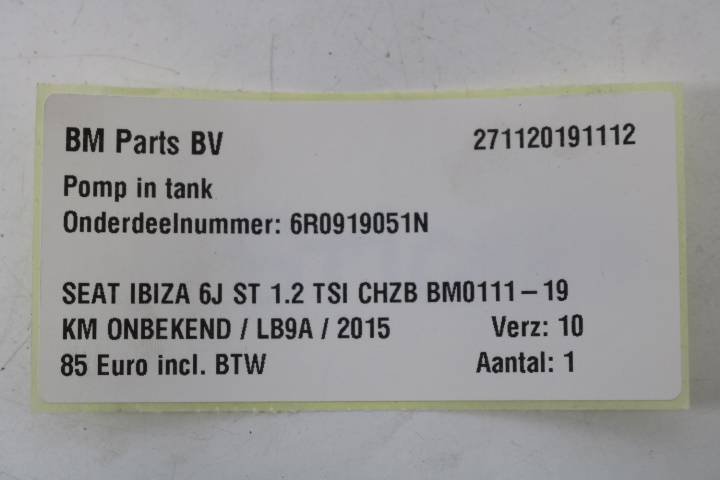 BM Parts BV 271120191112
Pomp in tank
Onderdeelnummer: 6R0919051N
SEAT IBIZA 6J ST 1.2 TSI CHZB BM0111-19
KM ONBEKEND / LB9A / 2015 Verz: 10
85 Euro incl. BTW Aantal: 1